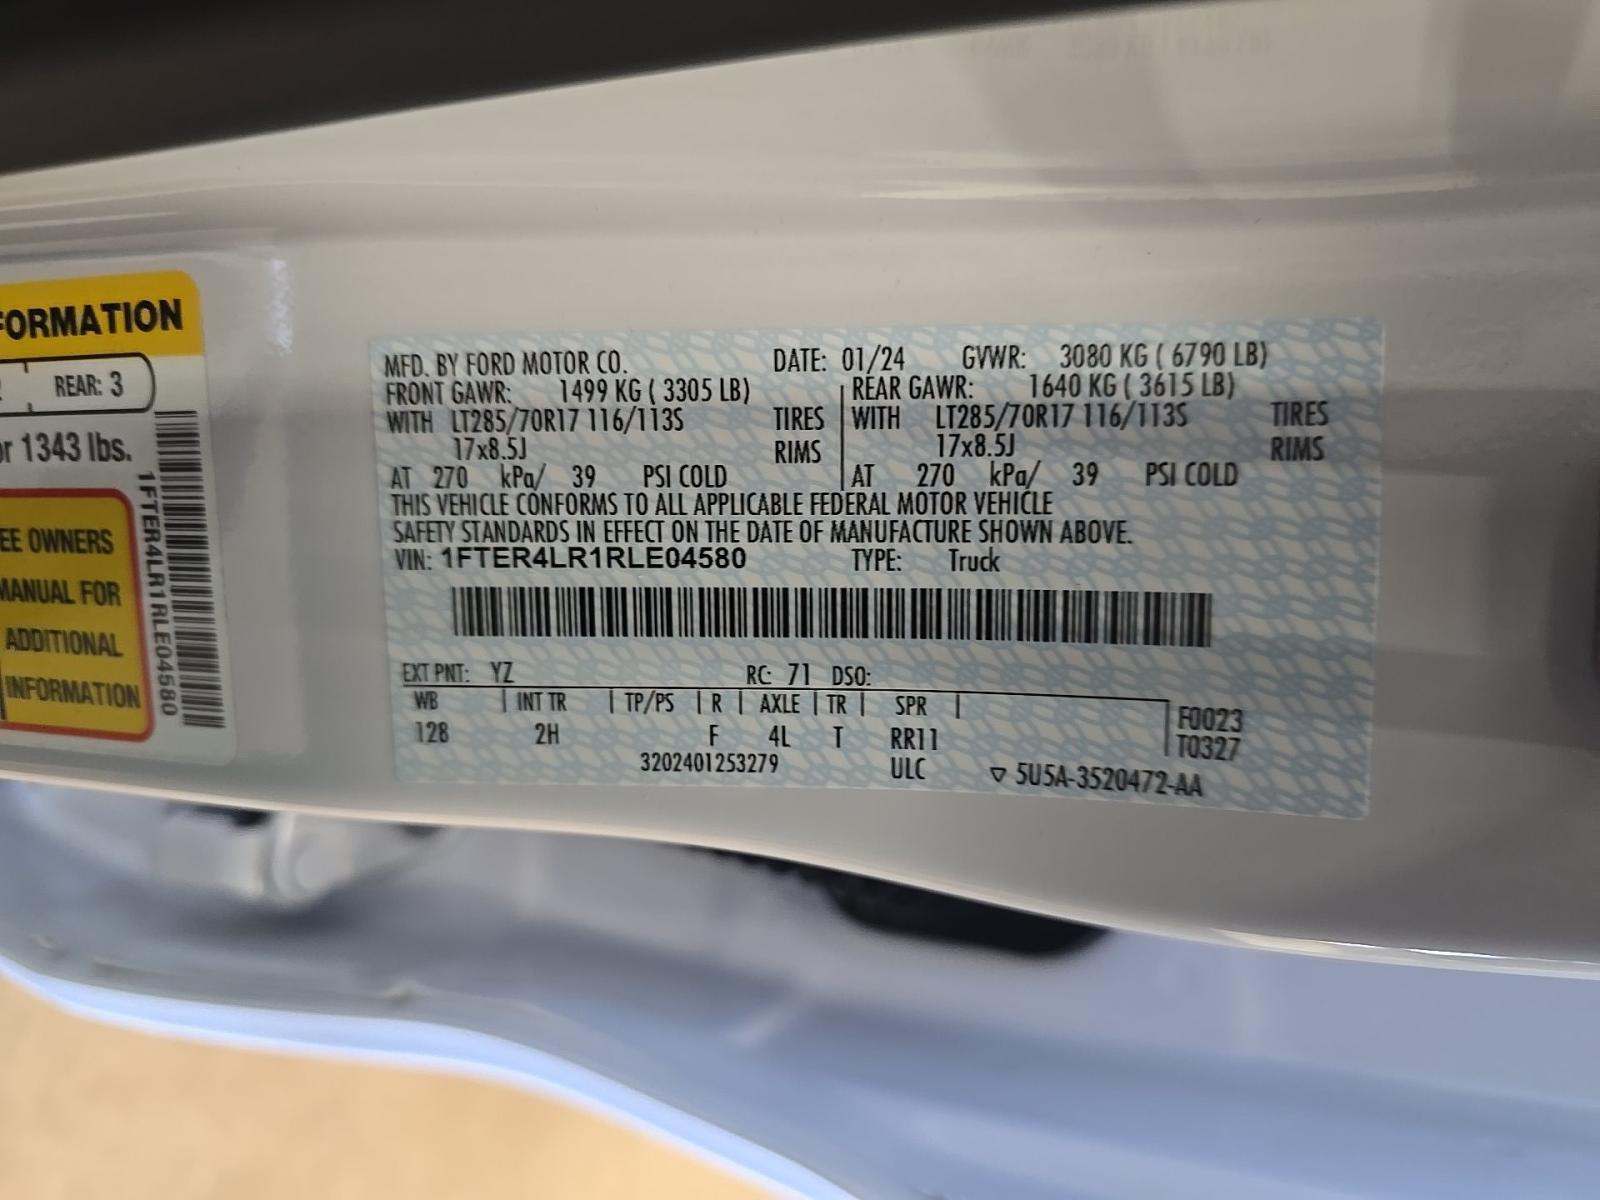 FORMATION
REAR: 3
or 1343 lbs.
EE OWNERS
MANUAL FOR
ADDITIONAL
INFORMATION
1FTER4LR1RLE04580
MFD. BY FORD MOTOR CO. DATE: 01/24 GVWR: 3080 KG ( 6790 LB)
FRONT GAWR: 1499 KG ( 3305 LB) REAR GAWR: 1640 KG ( 3615 LB)
WITH LT285/70R17 116/113S TIRES WITH LT285/70R17 116/113S TIRES
17x8.5J RIMS 17x8.5J RIMS
AT 270 kPa/ 39 PSI COLD AT 270 kPa/ 39 PSI COLD
THIS VEHICLE CONFORMS TO ALL APPLICABLE FEDERAL MOTOR VEHICLE
SAFETY STANDARDS IN EFFECT ON THE DATE OF MANUFACTURE SHOWN ABOVE.
VIN: 1FTER4LR1RLE04580 TYPE: Truck
EXT PNT: YZ RC: 71 DSO:
WB | INT TR | TP/PS | R | AXLE | TR | SPR | F0023
128 2H F 4L T RR11 T0327
3202401253279 ULC ▽ 5U5A-3520472-AA